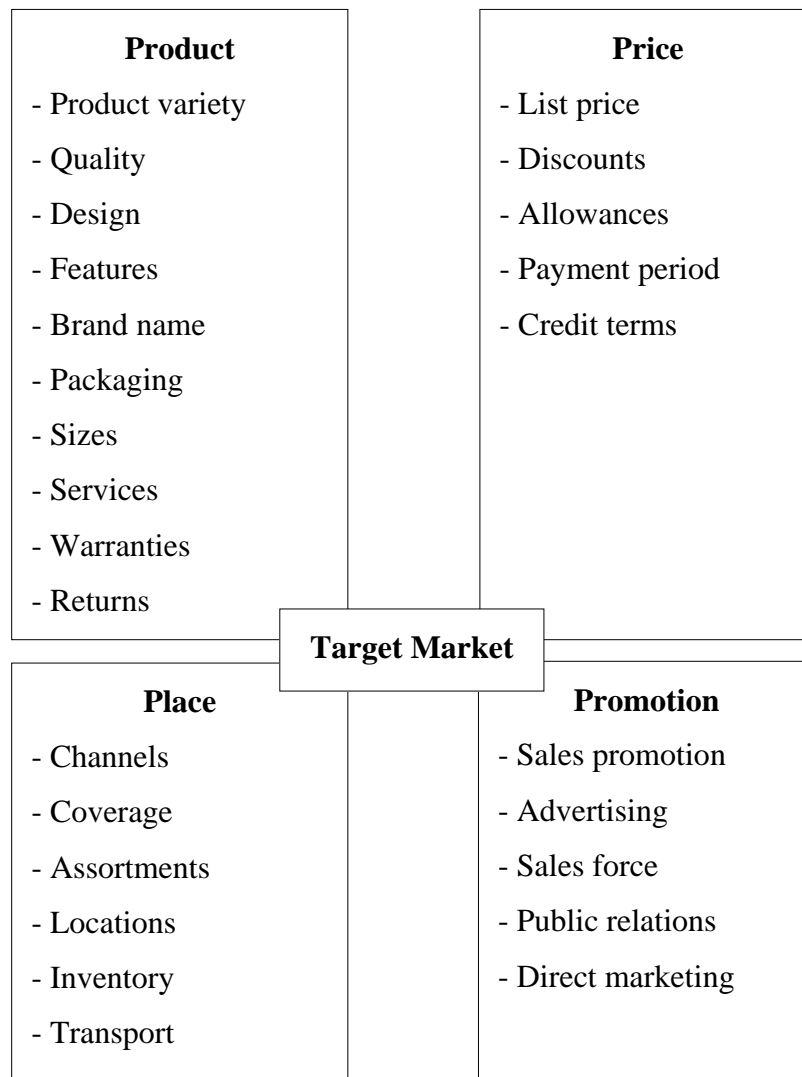 Product
- Product variety
- Quality
- Design
- Features
- Brand name
- Packaging
- Sizes
- Services
- Warranties
- Returns
Price
- List price
- Discounts
- Allowances
- Payment period
- Credit terms
Target Market
Place
- Channels
- Coverage
- Assortments
- Locations
- Inventory
- Transport
Promotion
- Sales promotion
- Advertising
- Sales force
- Public relations
- Direct marketing